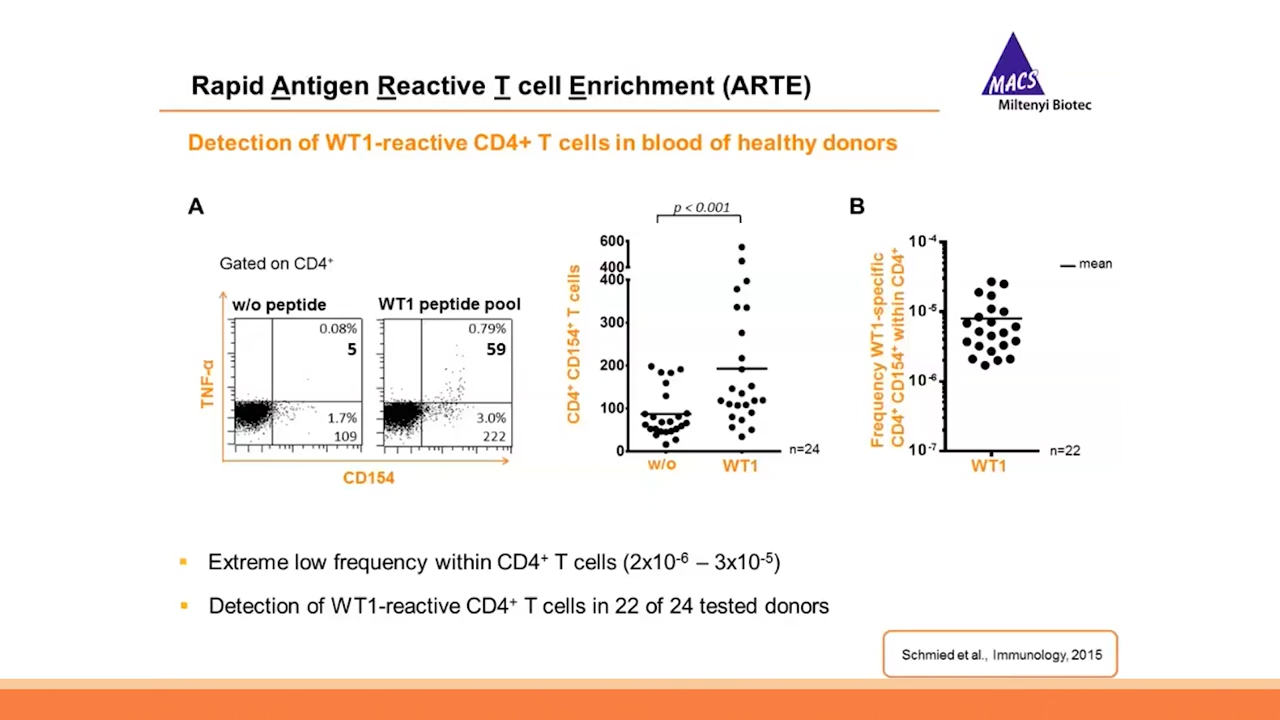 Rapid Antigen Reactive T cell Enrichment (ARTE)
MACS
Miltenyi Biotec
Detection of WT1-reactive CD4+ T cells in blood of healthy donors
A
Gated on CD4⁺
w/o peptide
WT1 peptide pool
0.08%
5
1.7%
109
0.79%
59
3.0%
222
TNF-α
CD154
p < 0.001
CD4⁺ CD154⁺ T cells
600
400
400
300
200
100
0
w/o
WT1
n=24
B
Frequency WT1-specific
CD4⁺ CD154⁺ within CD4⁺
10⁻⁴
10⁻⁵
10⁻⁶
10⁻⁷
mean
WT1
n=22
▪ Extreme low frequency within CD4⁺ T cells (2x10⁻⁶ – 3x10⁻⁵)
▪ Detection of WT1-reactive CD4⁺ T cells in 22 of 24 tested donors
Schmied et al., Immunology, 2015